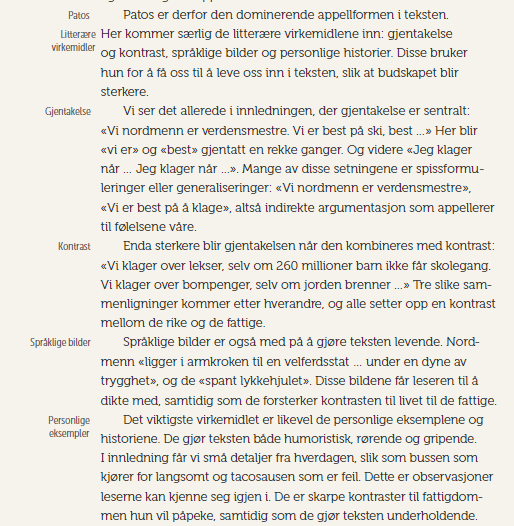 Patos Patos er derfor den dominerende appellformen i teksten.
Litterære Her kommer særlig de litterære virkemidlene inn: gjentakelse
virkemidler og kontrast, språklige bilder og personlige historier. Disse bruker
hun for å få oss til å leve oss inn i teksten, slik at budskapet blir
sterkere.
Gjentakelse Vi ser det allerede i innledningen, der gjentakelse er sentralt:
«Vi nordmenn er verdensmestre. Vi er best på ski, best ...» Her blir
«vi er» og «best» gjentatt en rekke ganger. Og videre «Jeg klager
når ... Jeg klager når ...». Mange av disse setningene er spissformu-
leringer eller generaliseringer: «Vi nordmenn er verdensmestre»,
«Vi er best på å klage», altså indirekte argumentasjon som appellerer
til følelsene våre.
Kontrast Enda sterkere blir gjentakelsen når den kombineres med kontrast:
«Vi klager over lekser, selv om 260 millioner barn ikke får skolegang.
Vi klager over bompenger, selv om jorden brenner ...» Tre slike sam-
menligninger kommer etter hverandre, og alle setter opp en kontrast
mellom de rike og de fattige.
Språklige bilder Språklige bilder er også med på å gjøre teksten levende. Nord-
menn «ligger i armkroken til en velferdsstat ... under en dyne av
trygghet», og de «spant lykkehjulet». Disse bildene får leseren til å
dikte med, samtidig som de forsterker kontrasten til livet til de fattige.
Personlige Det viktigste virkemidlet er likevel de personlige eksemplene og
eksempler historiene. De gjør teksten både humoristisk, rørende og gripende.
I innledning får vi små detaljer fra hverdagen, slik som bussen som
kjører for langsomt og tacosausen som er feil. Dette er observasjoner
leserne kan kjenne seg igjen i. De er skarpe kontraster til fattigdom-
men hun vil påpeke, samtidig som de gjør teksten underholdende.